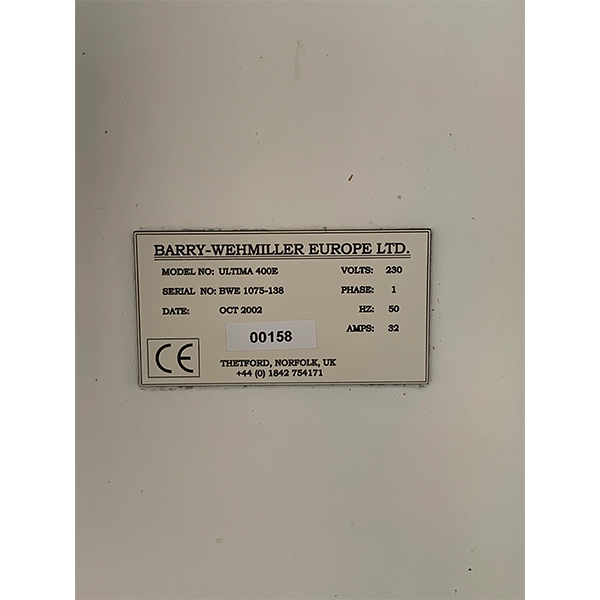 BARRY-WEHMILLER EUROPE LTD.
MODEL NO: ULTIMA 400E VOLTS: 230
SERIAL NO: BWE 1075-138 PHASE: 1
DATE: OCT 2002 HZ: 50
AMPS: 32
00158
CE
THETFORD, NORFOLK, UK
+44 (0) 1842 754171